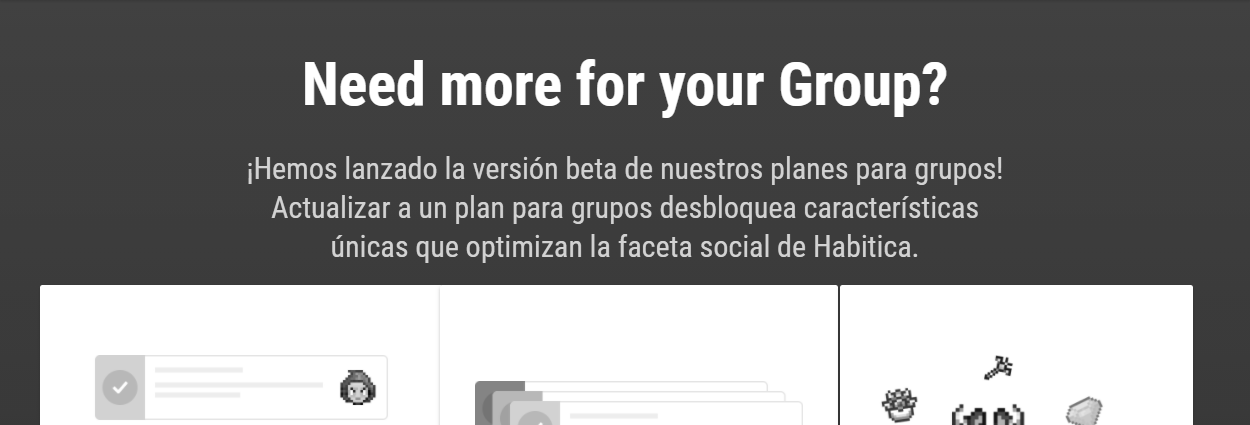 Need more for your Group?
¡Hemos lanzado la versión beta de nuestros planes para grupos!
Actualizar a un plan para grupos desbloquea características
únicas que optimizan la faceta social de Habitica.